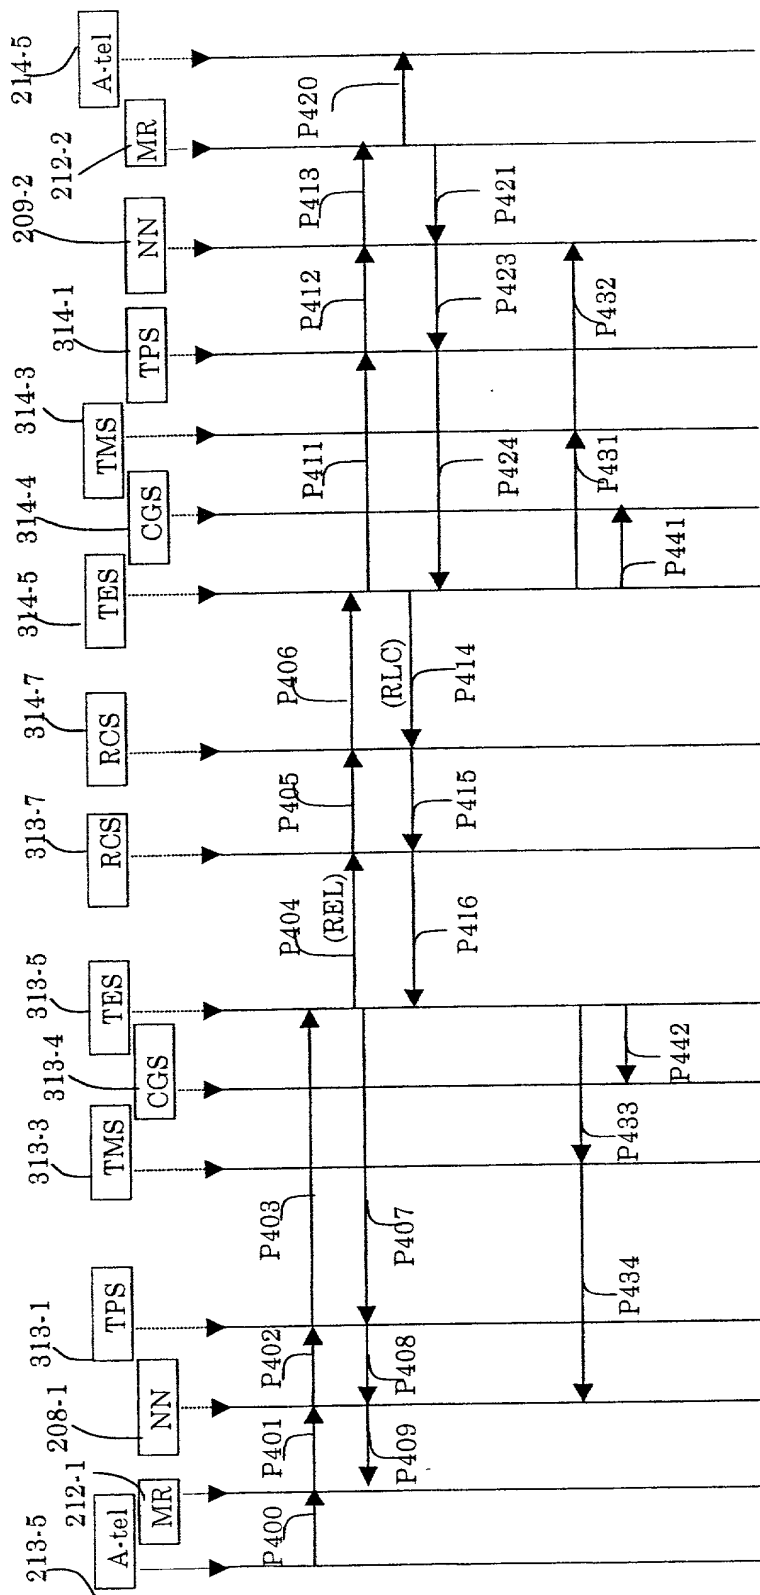 213-5
A-tel
212-1
MR
208-1
NN
313-1
TPS
313-3
TMS
313-4
CGS
313-5
TES
313-7
RCS
314-7
RCS
314-5
TES
314-4
CGS
314-3
TMS
314-1
TPS
209-2
NN
212-2
MR
214-5
A-tel
P400
P401
P402
P403
P404
(REL)
P405
P406
P407
P408
P409
P411
P412
P413
(RLC)
P414
P415
P416
P420
P421
P423
P424
P431
P432
P433
P434
P441
P442